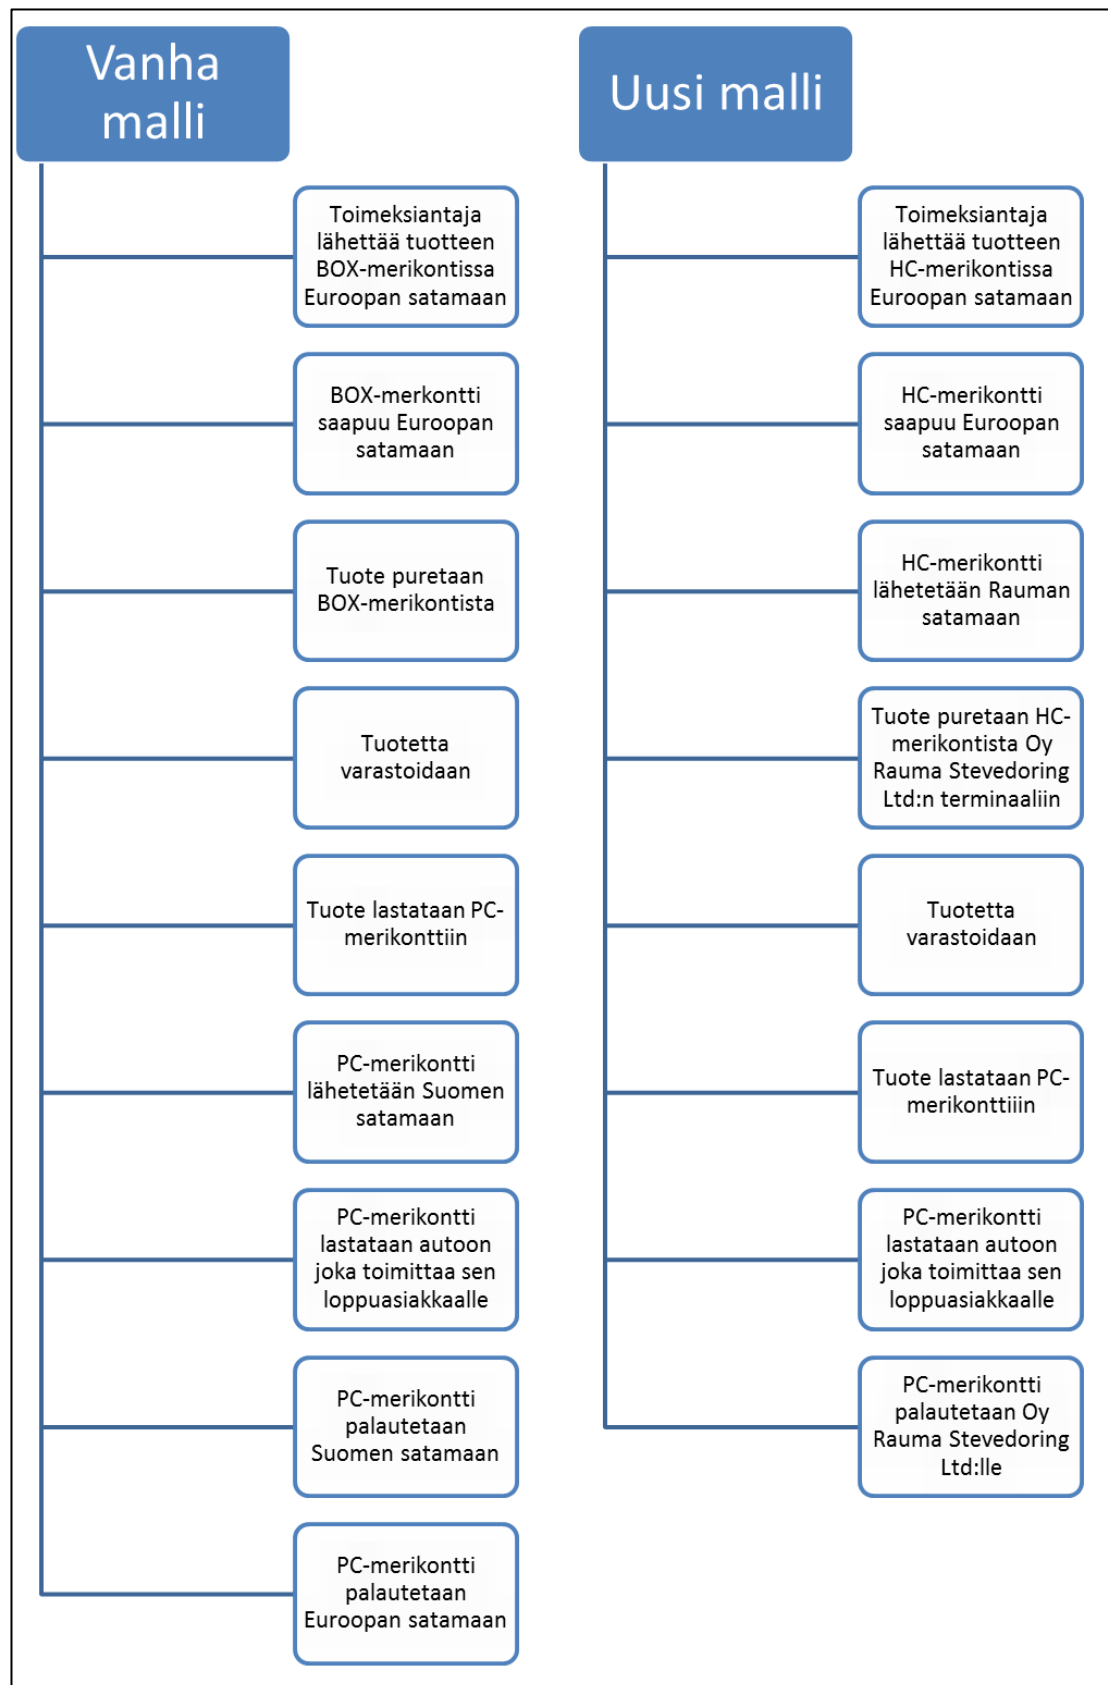 Vanha
malli
Toimeksiantaja
lähettää tuotteen
BOX-merikontissa
Euroopan satamaan
BOX-merkontti
saapuu Euroopan
satamaan
Tuote puretaan
BOX-merikontista
Tuotetta
varastoidaan
Tuote lastataan PC-
merikonttiin
PC-merikontti
lähetetään Suomen
satamaan
PC-merikontti
lastataan autoon
joka toimittaa sen
loppuasiakkaalle
PC-merikontti
palautetaan
Suomen satamaan
PC-merikontti
palautetaan
Euroopan satamaan
Uusi malli
Toimeksiantaja
lähettää tuotteen
HC-merikontissa
Euroopan satamaan
HC-merikontti
saapuu Euroopan
satamaan
HC-merikontti
lähetetään Rauman
satamaan
Tuote puretaan HC-
merikontista Oy
Rauma Stevedoring
Ltd:n terminaaliin
Tuotetta
varastoidaan
Tuote lastataan PC-
merikonttiiin
PC-merikontti
lastataan autoon
joka toimittaa sen
loppuasiakkaalle
PC-merikontti
palautetaan Oy
Rauma Stevedoring
Ltd:lle